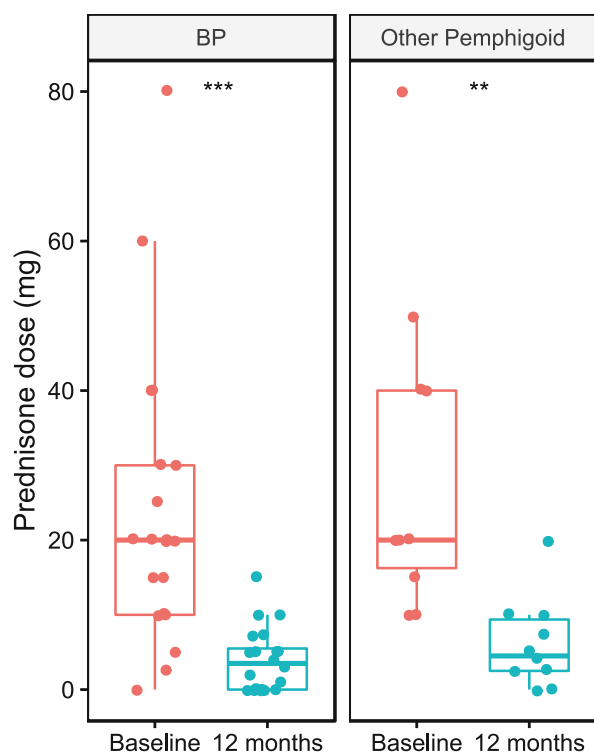 BP
Other Pemphigoid
***
**
Prednisone dose (mg)
80
60
40
20
0
Baseline 12 months
Baseline 12 months